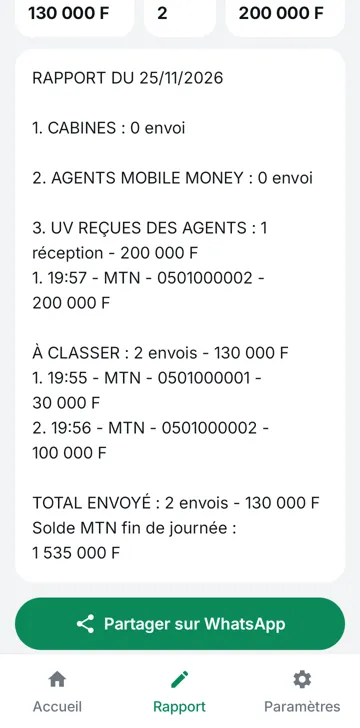 130 000 F
2
200 000 F
RAPPORT DU 25/11/2026
1. CABINES : 0 envoi
2. AGENTS MOBILE MONEY : 0 envoi
3. UV REÇUES DES AGENTS : 1
réception - 200 000 F
1. 19:57 - MTN - 0501000002 -
200 000 F
À CLASSER : 2 envois - 130 000 F
1. 19:55 - MTN - 0501000001 -
30 000 F
2. 19:56 - MTN - 0501000002 -
100 000 F
TOTAL ENVOYÉ : 2 envois - 130 000 F
Solde MTN fin de journée :
1 535 000 F
Partager sur WhatsApp
Accueil
Rapport
Paramètres